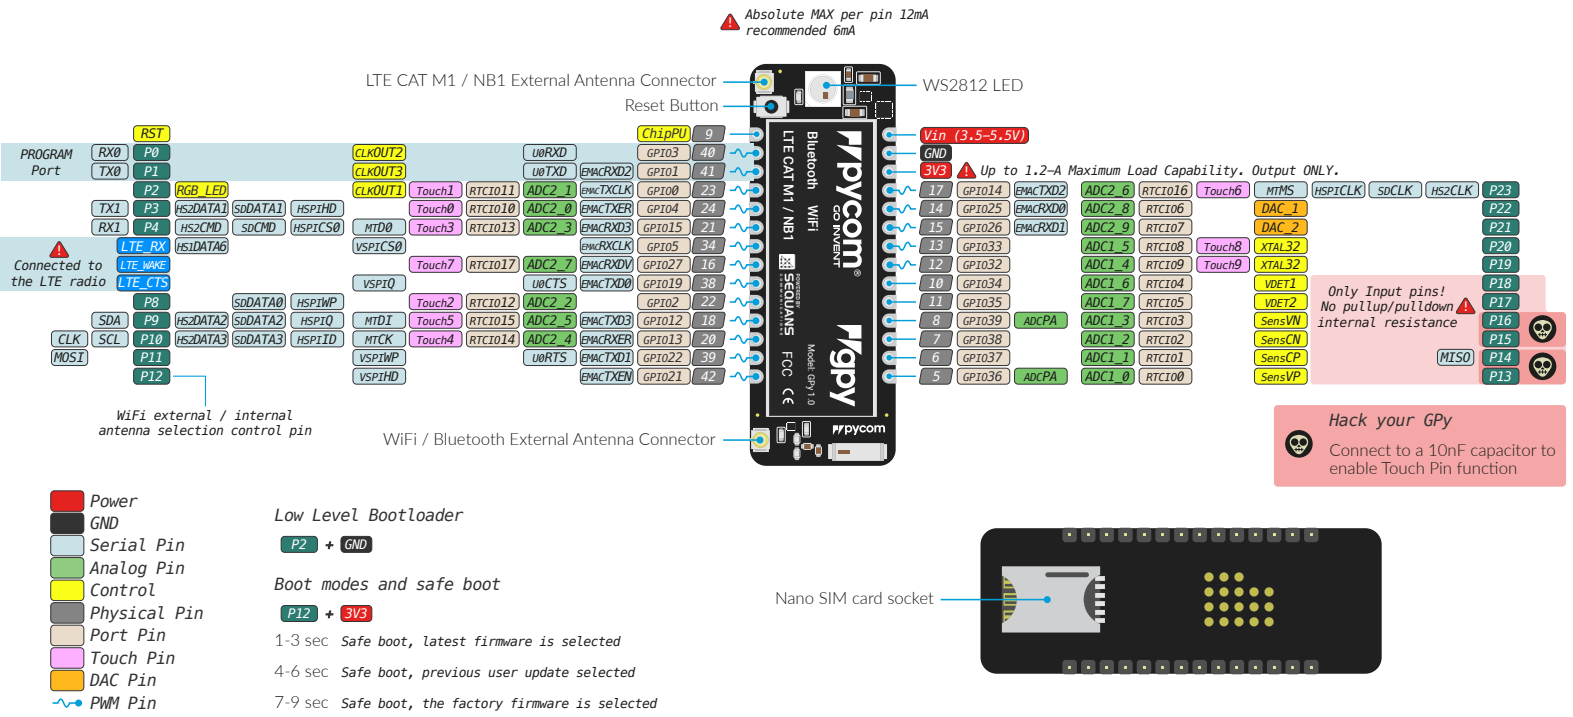 Absolute MAX per pin 12mA
recommended 6mA
LTE CAT M1 / NB1 External Antenna Connector
WS2812 LED
Reset Button
RST ChipPU 9
Vin (3.5–5.5V)
PROGRAM
Port
RX0 P0 CLKOUT2 U0RXD GPIO3 40
GND
TX0 P1 CLKOUT3 U0TXD EMACRXD2 GPIO1 41
3V3 Up to 1.2–A Maximum Load Capability. Output ONLY.
P2 RGB_LED CLKOUT1 Touch1 RTCIO11 ADC2_1 EMACTXCLK GPIO0 23
17 GPIO14 EMACTXD2 ADC2_6 RTCIO16 Touch6 MTMS HSPICLK SDCLK HS2CLK P23
TX1 P3 HS2DATA1 SDDATA1 HSPIHD Touch0 RTCIO10 ADC2_0 EMACTXER GPIO4 24
14 GPIO25 EMACRXD0 ADC2_8 RTCIO6 DAC_1 P22
RX1 P4 HS2CMD SDCMD HSPICS0 MTDO Touch3 RTCIO13 ADC2_3 EMACRXD3 GPIO15 21
15 GPIO26 EMACRXD1 ADC2_9 RTCIO7 DAC_2 P21
LTE_RX HS1DATA6 VSPICS0 EMACRXCLK GPIO5 34
13 GPIO33 ADC1_5 RTCIO8 Touch8 XTAL32 P20
Connected to
the LTE radio
LTE_WAKE Touch7 RTCIO17 ADC2_7 EMACRXDV GPIO27 16
12 GPIO32 ADC1_4 RTCIO9 Touch9 XTAL32 P19
LTE_CTS VSPIQ U0CTS EMACTXD0 GPIO19 38
10 GPIO34 ADC1_6 RTCIO4 VDET1 P18
P8 SDDATA0 HSPIWP Touch2 RTCIO12 ADC2_2 GPIO2 22
11 GPIO35 ADC1_7 RTCIO5 VDET2 P17
SDA P9 HS2DATA2 SDDATA2 HSPIQ MTDI Touch5 RTCIO15 ADC2_5 EMACTXD3 GPIO12 18
8 GPIO39 ADCPA ADC1_3 RTCIO3 SensVN P16
CLK SCL P10 HS2DATA3 SDDATA3 HSPIID MTCK Touch4 RTCIO14 ADC2_4 EMACRXER GPIO13 20
7 GPIO38 ADC1_2 RTCIO2 SensCN P15
MOSI P11 VSPIWP U0RTS EMACTXD1 GPIO22 39
6 GPIO37 ADC1_1 RTCIO1 SensCP MISO P14
P12 VSPIHD EMACTXEN GPIO21 42
5 GPIO36 ADCPA ADC1_0 RTCIO0 SensVP P13
Only Input pins!
No pullup/pulldown
internal resistance
pycom
GO INVENT
Bluetooth WiFi
LTE CAT M1 / NB1
POWERED BY
SEQUANS
COMMUNICATIONS
gpy
Model: GPy 1.0
FCC CE
pycom
WiFi external / internal
antenna selection control pin
WiFi / Bluetooth External Antenna Connector
Hack your GPy
Connect to a 10nF capacitor to
enable Touch Pin function
Power
GND
Serial Pin
Analog Pin
Control
Physical Pin
Port Pin
Touch Pin
DAC Pin
PWM Pin
Low Level Bootloader
P2 + GND
Boot modes and safe boot
P12 + 3V3
1-3 sec Safe boot, latest firmware is selected
4-6 sec Safe boot, previous user update selected
7-9 sec Safe boot, the factory firmware is selected
Nano SIM card socket